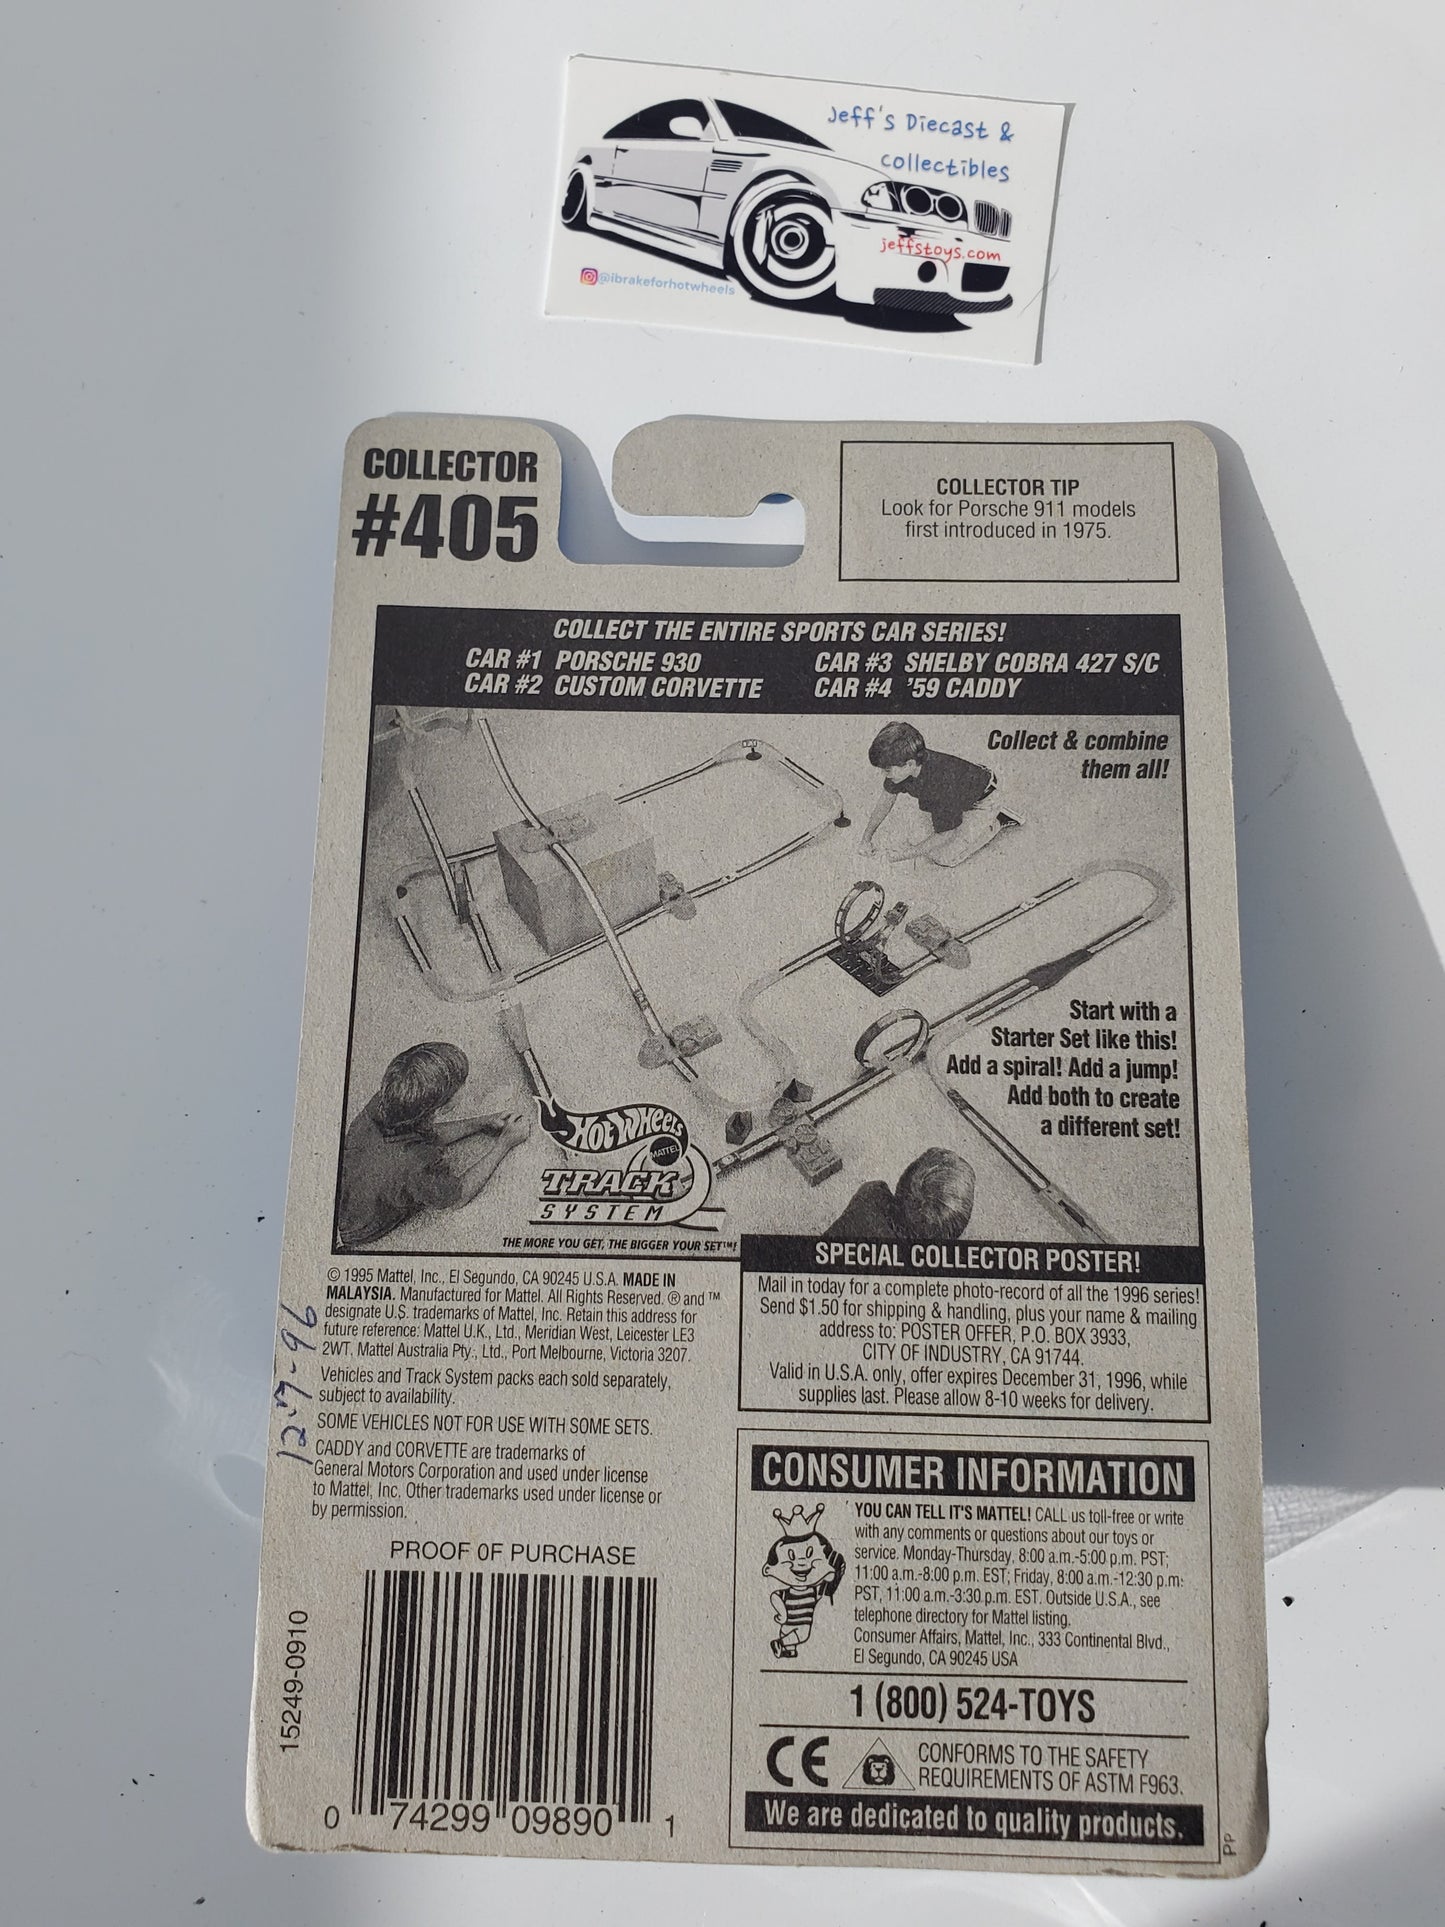 Jeff's Diecast &
collectibles
jeffstoys.com
@ibrakeforhotwheels
COLLECTOR
#405
COLLECTOR TIP
Look for Porsche 911 models
first introduced in 1975.
COLLECT THE ENTIRE SPORTS CAR SERIES!
CAR #1 PORSCHE 930
CAR #3 SHELBY COBRA 427 S/C
CAR #2 CUSTOM CORVETTE
CAR #4 '59 CADDY
Collect & combine
them all!
Start with a
Starter Set like this!
Add a spiral! Add a jump!
Add both to create
a different set!
HOT WHEELS
MATTEL
TRACK
SYSTEM
THE MORE YOU GET, THE BIGGER YOUR SET™!
© 1995 Mattel, Inc., El Segundo, CA 90245 U.S.A. MADE IN
MALAYSIA. Manufactured for Mattel. All Rights Reserved. ® and ™
designate U.S. trademarks of Mattel, Inc. Retain this address for
future reference: Mattel U.K., Ltd., Meridian West, Leicester LE3
2WT, Mattel Australia Pty., Ltd., Port Melbourne, Victoria 3207.
Vehicles and Track System packs each sold separately,
subject to availability.
SOME VEHICLES NOT FOR USE WITH SOME SETS.
CADDY and CORVETTE are trademarks of
General Motors Corporation and used under license
to Mattel, Inc. Other trademarks used under license or
by permission.
PROOF OF PURCHASE
15249-0910
0 74299 09890 1
SPECIAL COLLECTOR POSTER!
Mail in today for a complete photo-record of all the 1996 series!
Send $1.50 for shipping & handling, plus your name & mailing
address to: POSTER OFFER, P.O. BOX 3933,
CITY OF INDUSTRY, CA 91744.
Valid in U.S.A. only, offer expires December 31, 1996, while
supplies last. Please allow 8-10 weeks for delivery.
CONSUMER INFORMATION
YOU CAN TELL IT'S MATTEL! CALL us toll-free or write
with any comments or questions about our toys or
service. Monday-Thursday, 8:00 a.m.-5:00 p.m. PST;
11:00 a.m.-8:00 p.m. EST; Friday, 8:00 a.m.-12:30 p.m.
PST, 11:00 a.m.-3:30 p.m. EST. Outside U.S.A., see
telephone directory for Mattel listing.
Consumer Affairs, Mattel, Inc., 333 Continental Blvd.,
El Segundo, CA 90245 USA
1 (800) 524-TOYS
CE
CONFORMS TO THE SAFETY
REQUIREMENTS OF ASTM F963.
We are dedicated to quality products.
PP